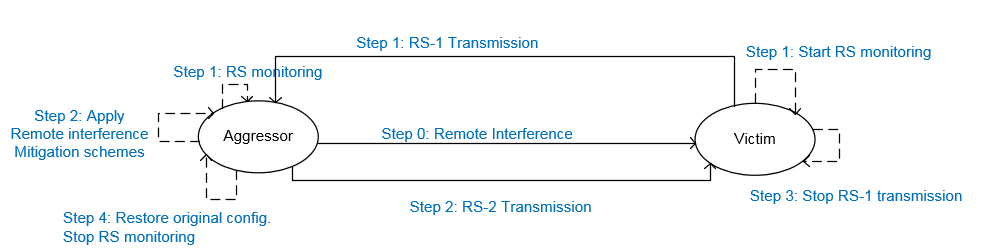 Step 1: RS-1 Transmission
Step 1: Start RS monitoring
Step 1: RS monitoring
Step 2: Apply
Remote interference
Mitigation schemes
Aggressor
Step 0: Remote Interference
Victim
Step 3: Stop RS-1 transmission
Step 2: RS-2 Transmission
Step 4: Restore original config.
Stop RS monitoring